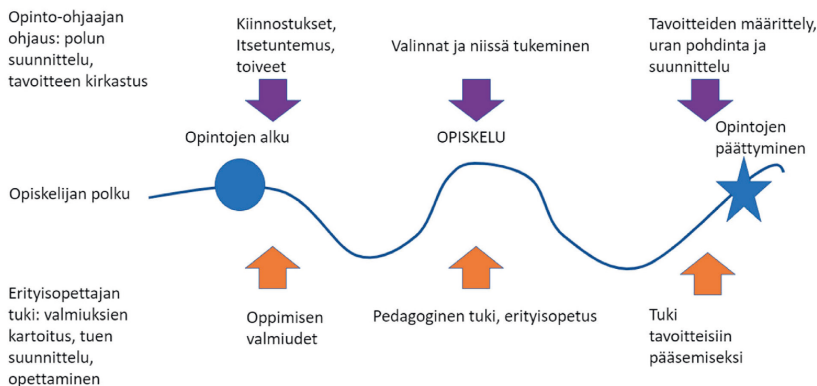 Opinto-ohjaajan
ohjaus: polun
suunnittelu,
tavoitteen kirkastus
Kiinnostukset,
Itsetuntemus,
toiveet
Valinnat ja niissä tukeminen
Tavoitteiden määrittely,
uran pohdinta ja
suunnittelu
Opintojen alku
OPISKELU
Opintojen
päättyminen
Opiskelijan polku
Erityisopettajan
tuki: valmiuksien
kartoitus, tuen
suunnittelu,
opettaminen
Oppimisen
valmiudet
Pedagoginen tuki, erityisopetus
Tuki
tavoitteisiin
pääsemiseksi